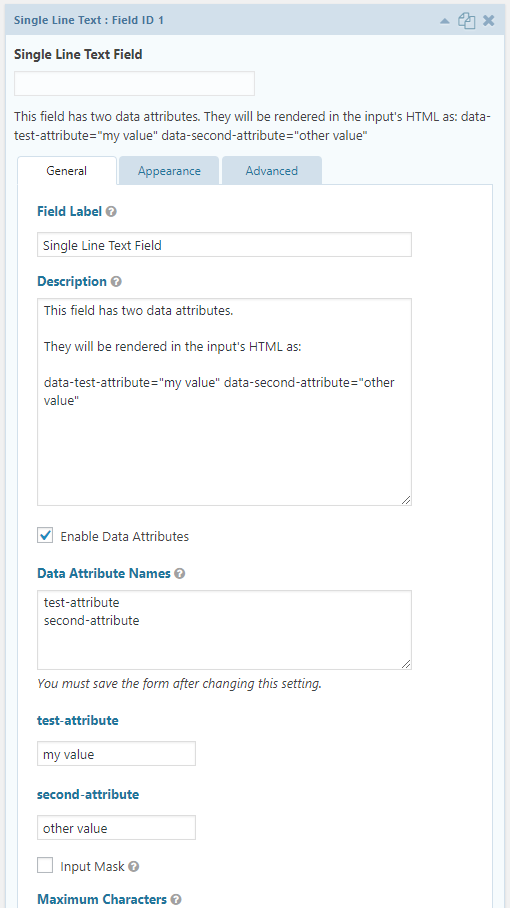 Single Line Text : Field ID 1
Single Line Text Field
This field has two data attributes. They will be rendered in the input's HTML as: data-
test-attribute="my value" data-second-attribute="other value"
General Appearance Advanced
Field Label
Single Line Text Field
Description
This field has two data attributes.
They will be rendered in the input's HTML as:
data-test-attribute="my value" data-second-attribute="other
value"
Enable Data Attributes
Data Attribute Names
test-attribute
second-attribute
You must save the form after changing this setting.
test-attribute
my value
second-attribute
other value
Input Mask
Maximum Characters